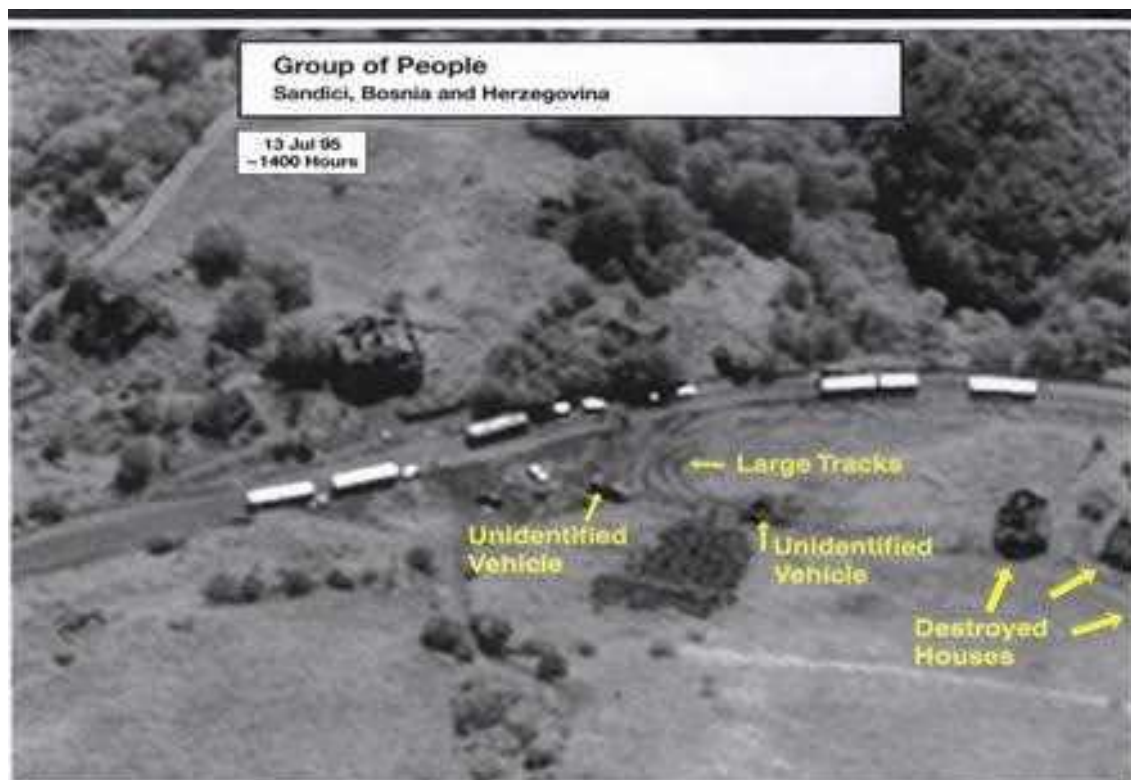 Group of People
Sandici, Bosnia and Herzegovina
13 Jul 95
~1400 Hours
Large Tracks
Unidentified
Vehicle
Unidentified
Vehicle
Destroyed
Houses